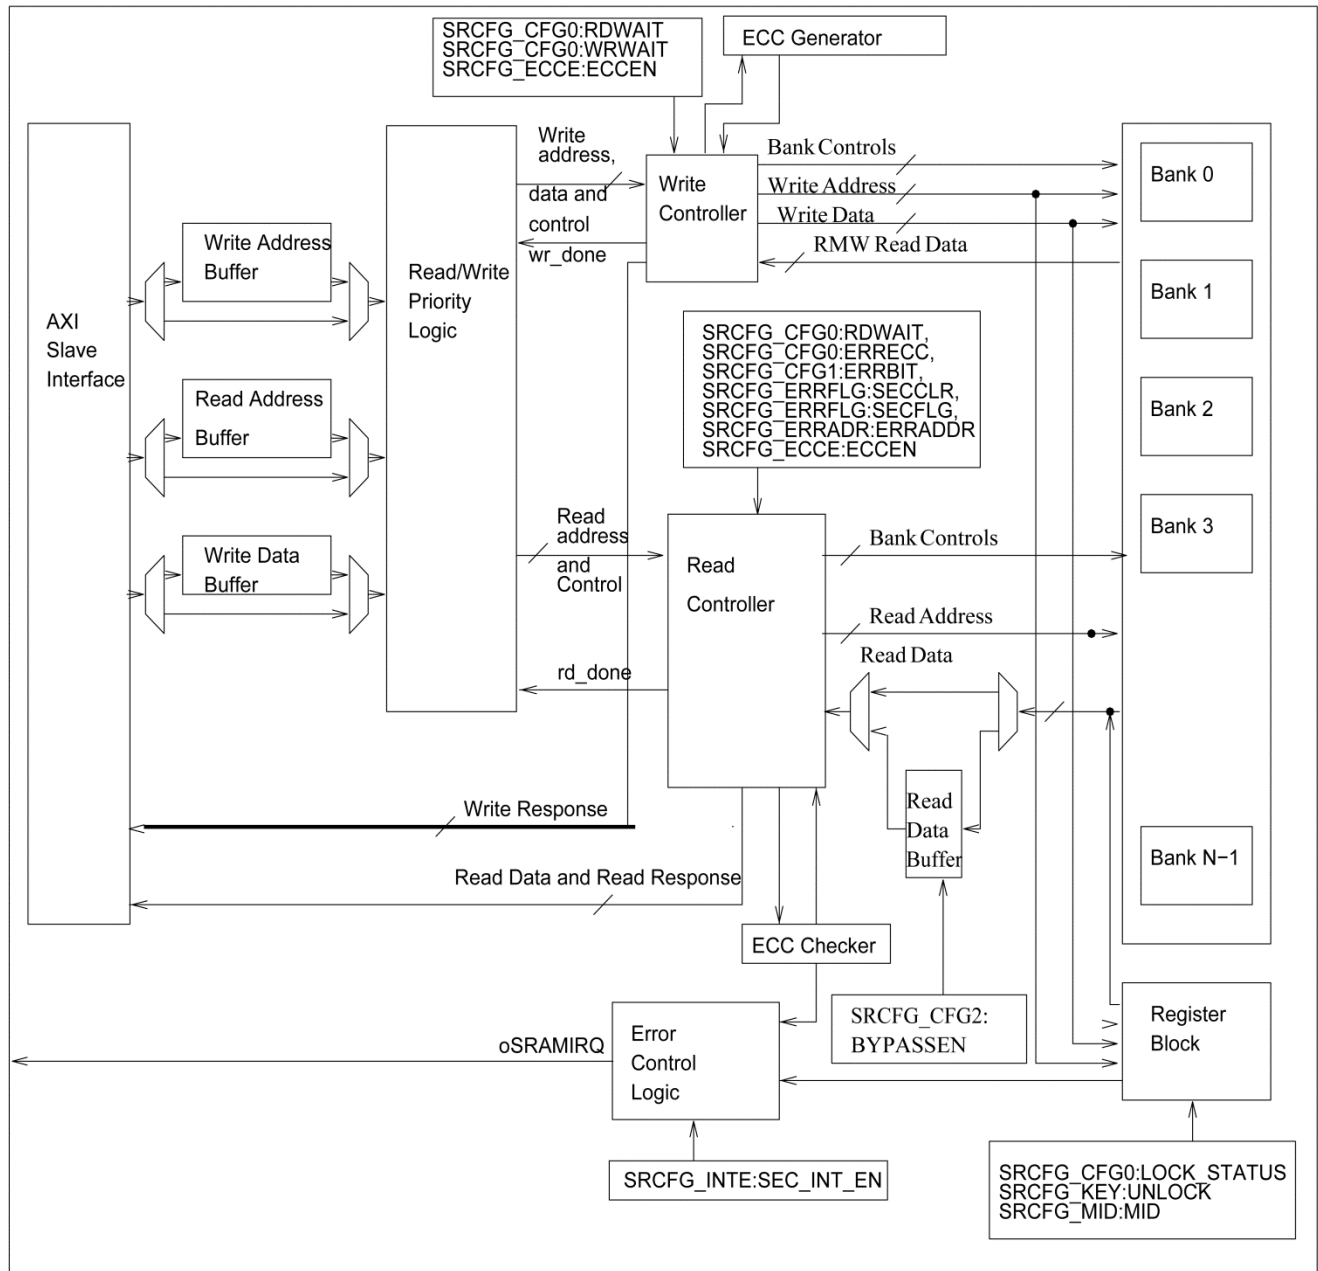 SRCFG_CFG0:RDWAIT
SRCFG_CFG0:WRWAIT
SRCFG_ECCE:ECCEN
ECC Generator
AXI
Slave
Interface
Write Address
Buffer
Read Address
Buffer
Write Data
Buffer
Read/Write
Priority
Logic
Write
address,
data and
control
wr_done
Write
Controller
Bank Controls
Write Address
Write Data
RMW Read Data
Bank 0
Bank 1
Bank 2
Bank 3
Bank N−1
SRCFG_CFG0:RDWAIT,
SRCFG_CFG0:ERRECC,
SRCFG_CFG1:ERRBIT,
SRCFG_ERRFLG:SECCLR,
SRCFG_ERRFLG:SECFLG,
SRCFG_ERRADR:ERRADDR
SRCFG_ECCE:ECCEN
Read
address
and
Control
rd_done
Read
Controller
Bank Controls
Read Address
Read Data
Read
Data
Buffer
Write Response
Read Data and Read Response
ECC Checker
SRCFG_CFG2:
BYPASSEN
Register
Block
oSRAMIRQ
Error
Control
Logic
SRCFG_INTE:SEC_INT_EN
SRCFG_CFG0:LOCK_STATUS
SRCFG_KEY:UNLOCK
SRCFG_MID:MID